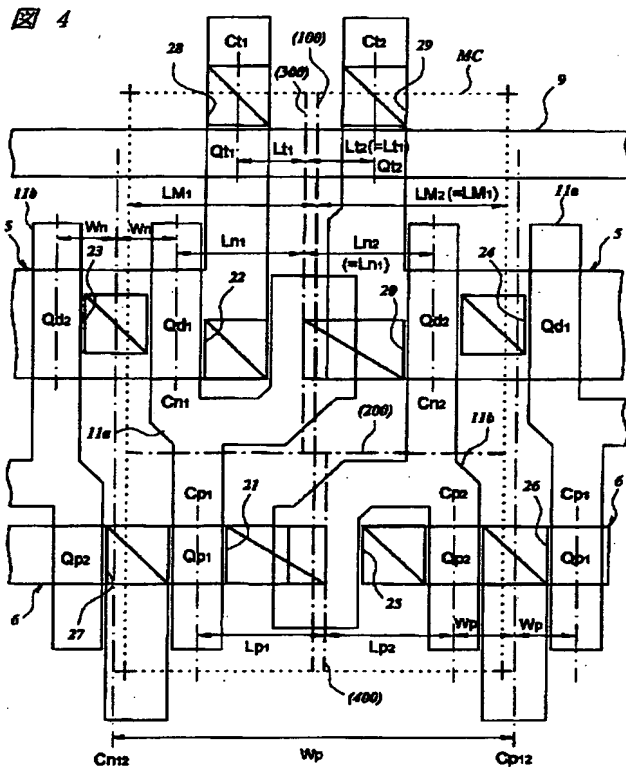 図 4
Ct1
(100)
Ct2
28
(300)
29
MC
9
Qt1
Lt1
Lt2(=Lt1)
Qt2
11b
LM1
LM2(=LM1)
11a
Wn
Wn
5
23
Ln1
Ln2
(=Ln1)
24
5
22
20
Qd2
Qd1
Qd2
Qd1
Cn1
Cn2
11a
(200)
11b
Cp1
21
Cp2
26
Cp1
6
Qp2
Qp1
Qp2
Qp1
6
27
25
Wp
Wp
Lp1
Lp2
(400)
Wp
Cn12
Cp12